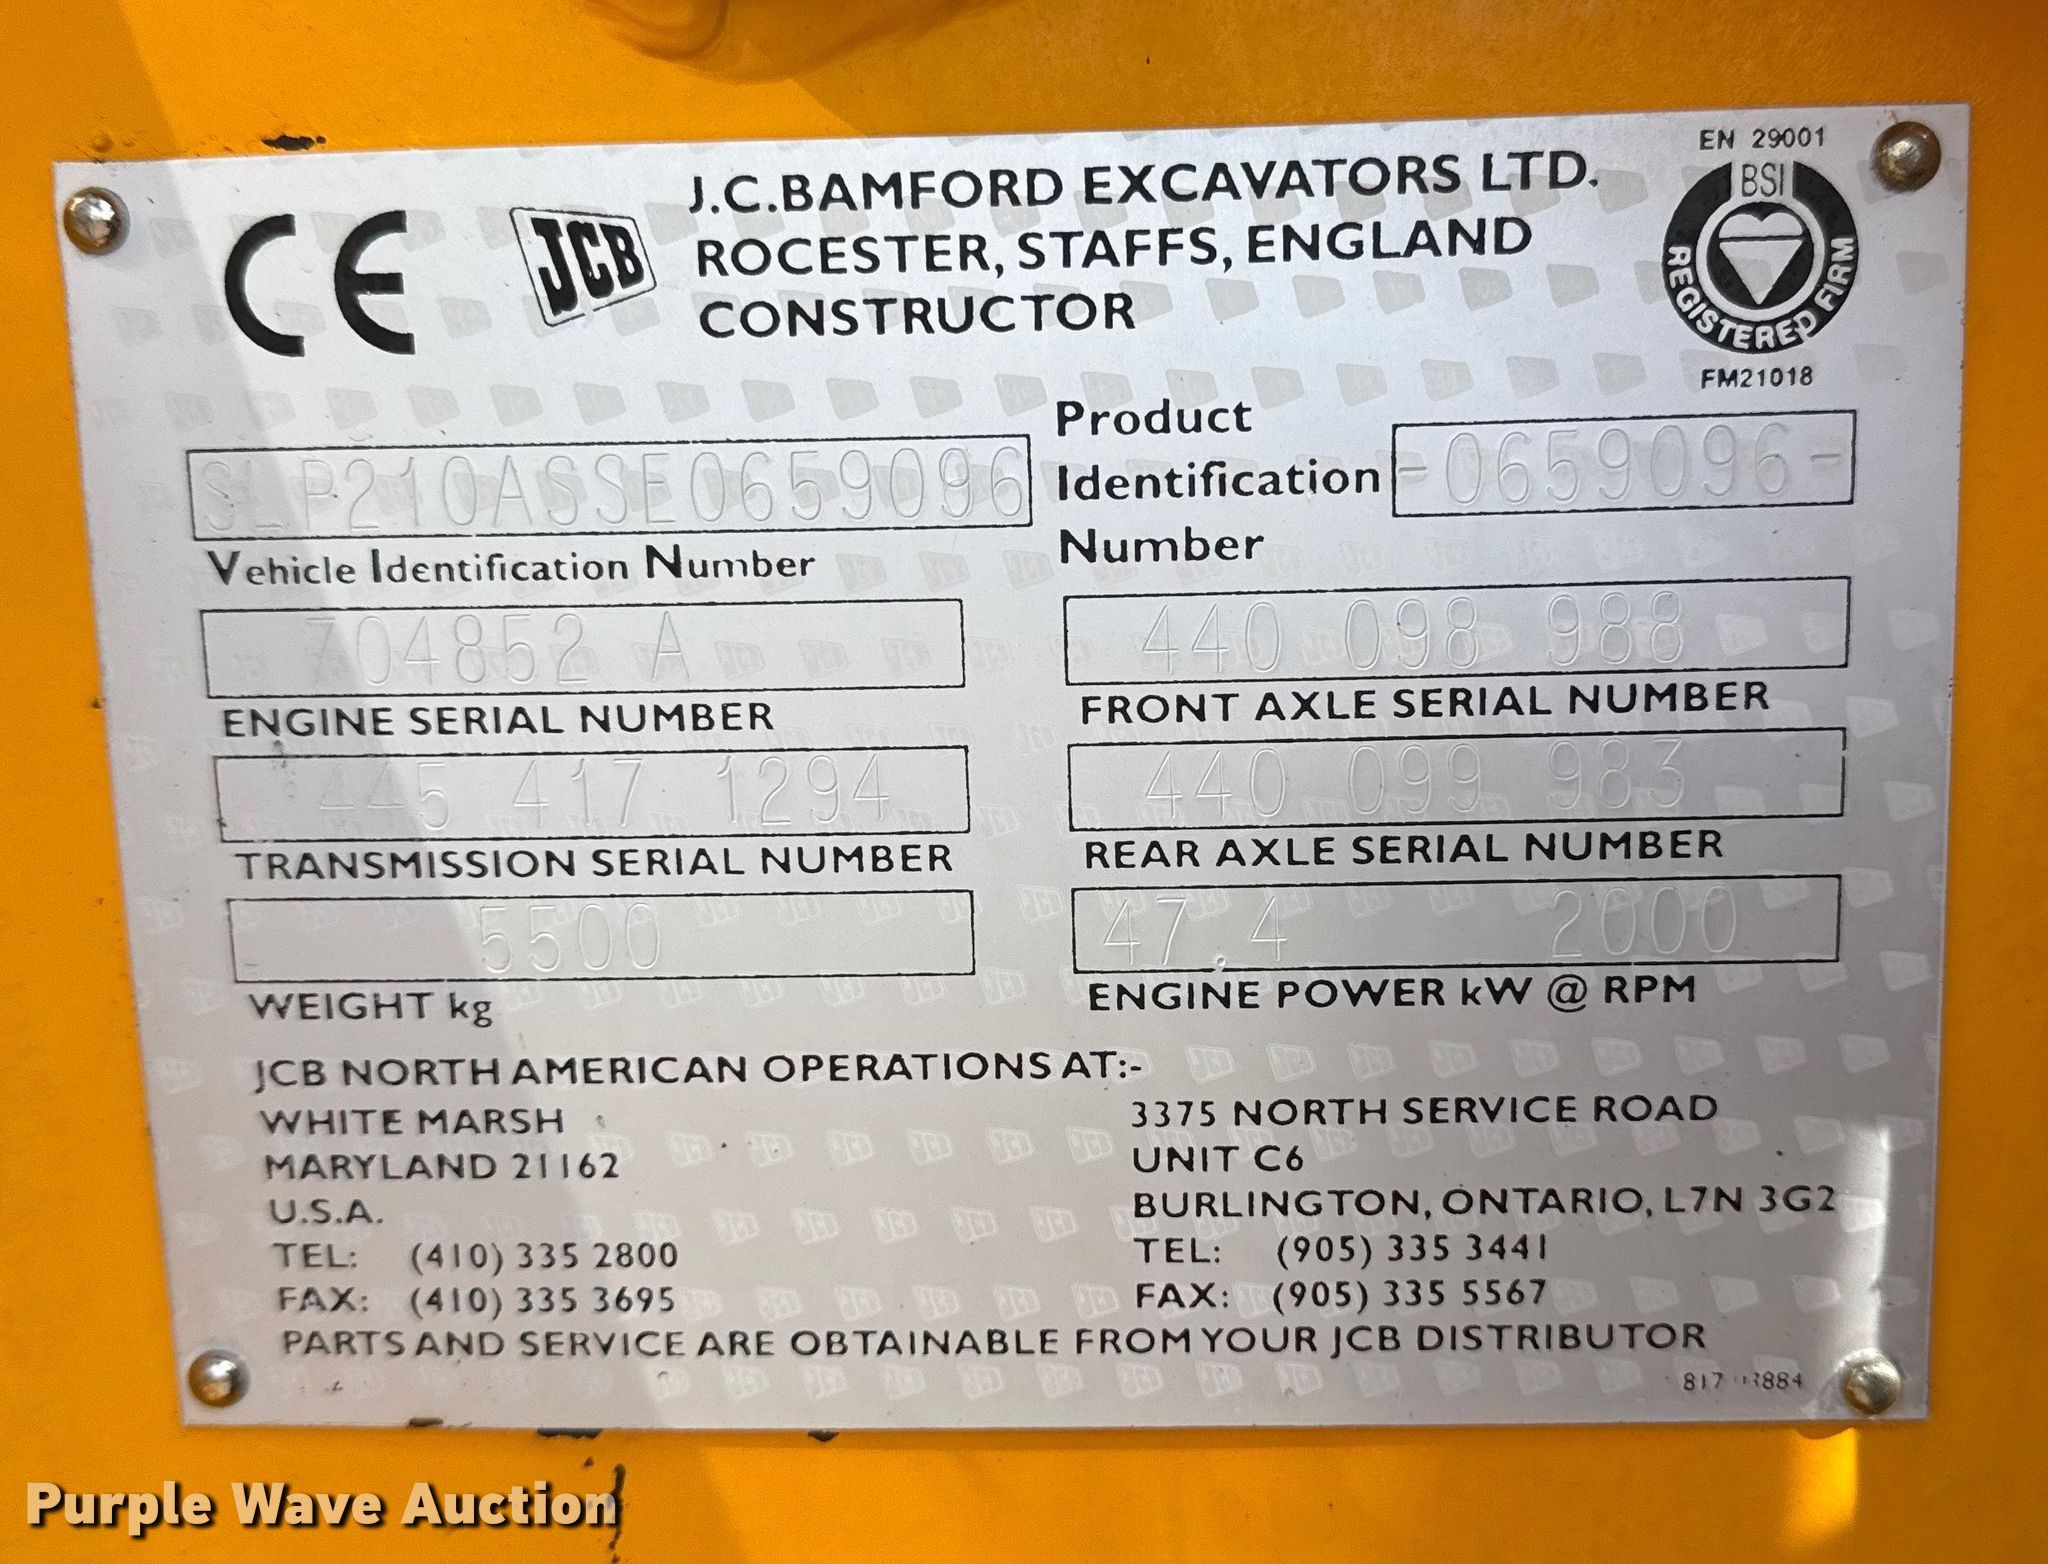 CE
JCB
J.C.BAMFORD EXCAVATORS LTD.
ROCESTER, STAFFS, ENGLAND
CONSTRUCTOR
EN 29001
BSI
REGISTERED FIRM
FM21018
SLP210ASSE0659096
Vehicle Identification Number
Product
Identification
Number
-0659096-
704852 A
ENGINE SERIAL NUMBER
440 098 988
FRONT AXLE SERIAL NUMBER
445 417 1294
TRANSMISSION SERIAL NUMBER
440 099 983
REAR AXLE SERIAL NUMBER
5500
WEIGHT kg
47.4 2000
ENGINE POWER kW @ RPM
JCB NORTH AMERICAN OPERATIONS AT:-
WHITE MARSH
MARYLAND 21162
U.S.A.
TEL: (410) 335 2800
FAX: (410) 335 3695
3375 NORTH SERVICE ROAD
UNIT C6
BURLINGTON, ONTARIO, L7N 3G2
TEL: (905) 335 3441
FAX: (905) 335 5567
PARTS AND SERVICE ARE OBTAINABLE FROM YOUR JCB DISTRIBUTOR
Purple Wave Auction